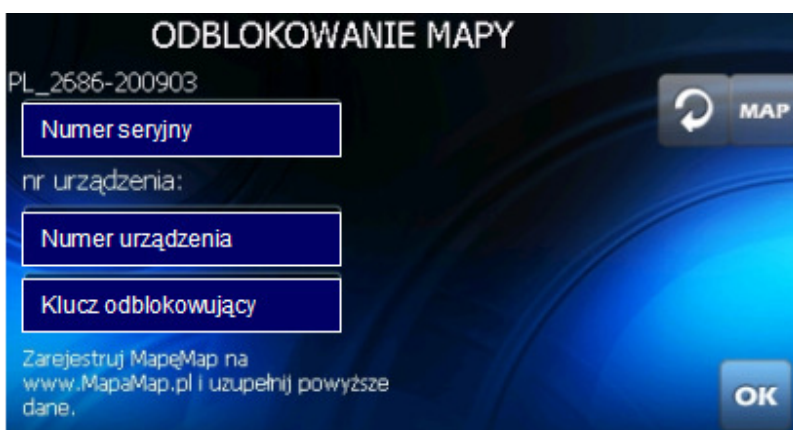 ODBLOKOWANIE MAPY
PL_2686-200903
Numer seryjny
MAP
nr urządzenia:
Numer urządzenia
Klucz odblokowujący
Zarejestruj MapęMap na
www.MapaMap.pl i uzupełnij powyższe
dane.
OK